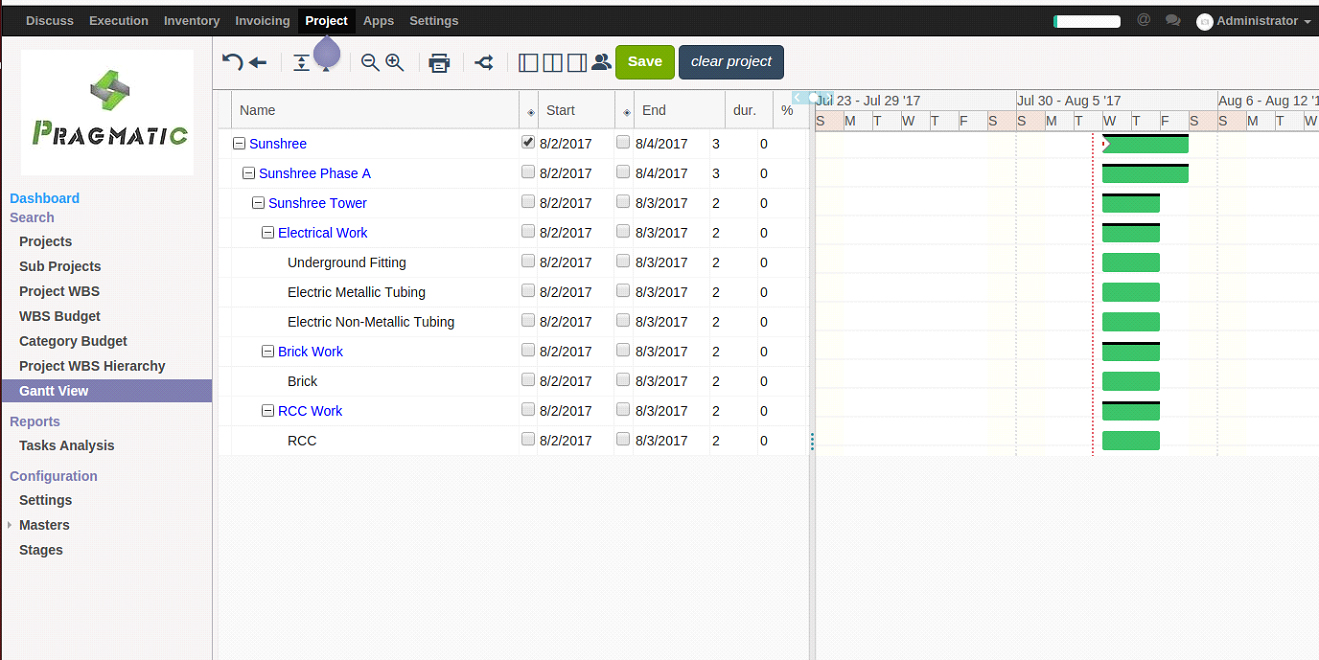 Discuss Execution Inventory Invoicing Project Apps Settings @ Administrator
Save clear project
PRAGMATIC
Dashboard
Search
Projects
Sub Projects
Project WBS
WBS Budget
Category Budget
Project WBS Hierarchy
Gantt View
Reports
Tasks Analysis
Configuration
Settings
Masters
Stages
Name Start End dur. %
Sunshree 8/2/2017 8/4/2017 3 0
Sunshree Phase A 8/2/2017 8/4/2017 3 0
Sunshree Tower 8/2/2017 8/3/2017 2 0
Electrical Work 8/2/2017 8/3/2017 2 0
Underground Fitting 8/2/2017 8/3/2017 2 0
Electric Metallic Tubing 8/2/2017 8/3/2017 2 0
Electric Non-Metallic Tubing 8/2/2017 8/3/2017 2 0
Brick Work 8/2/2017 8/3/2017 2 0
Brick 8/2/2017 8/3/2017 2 0
RCC Work 8/2/2017 8/3/2017 2 0
RCC 8/2/2017 8/3/2017 2 0
Jul 23 - Jul 29 '17 Jul 30 - Aug 5 '17 Aug 6 - Aug 12 '1
S M T W T F S S M T W T F S S M T W